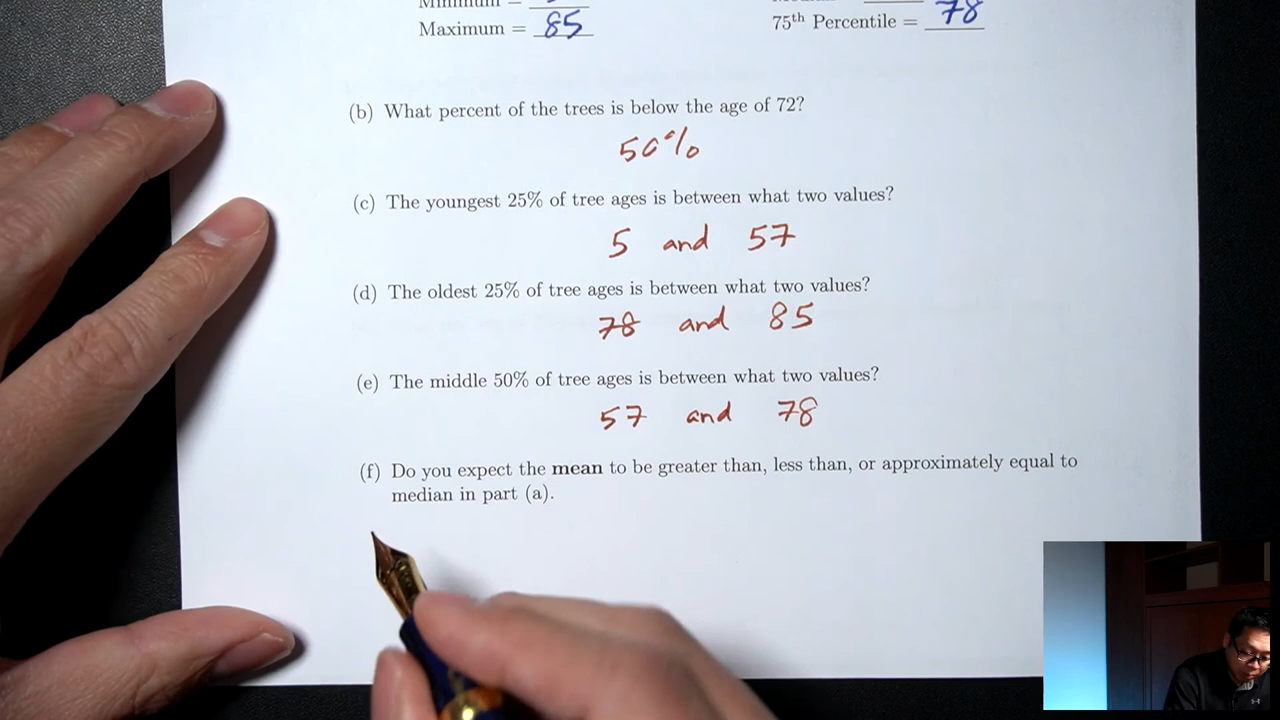 Maximum = 85
75th Percentile = 78
(b) What percent of the trees is below the age of 72?
50%
(c) The youngest 25% of tree ages is between what two values?
5 and 57
(d) The oldest 25% of tree ages is between what two values?
78 and 85
(e) The middle 50% of tree ages is between what two values?
57 and 78
(f) Do you expect the mean to be greater than, less than, or approximately equal to
median in part (a).